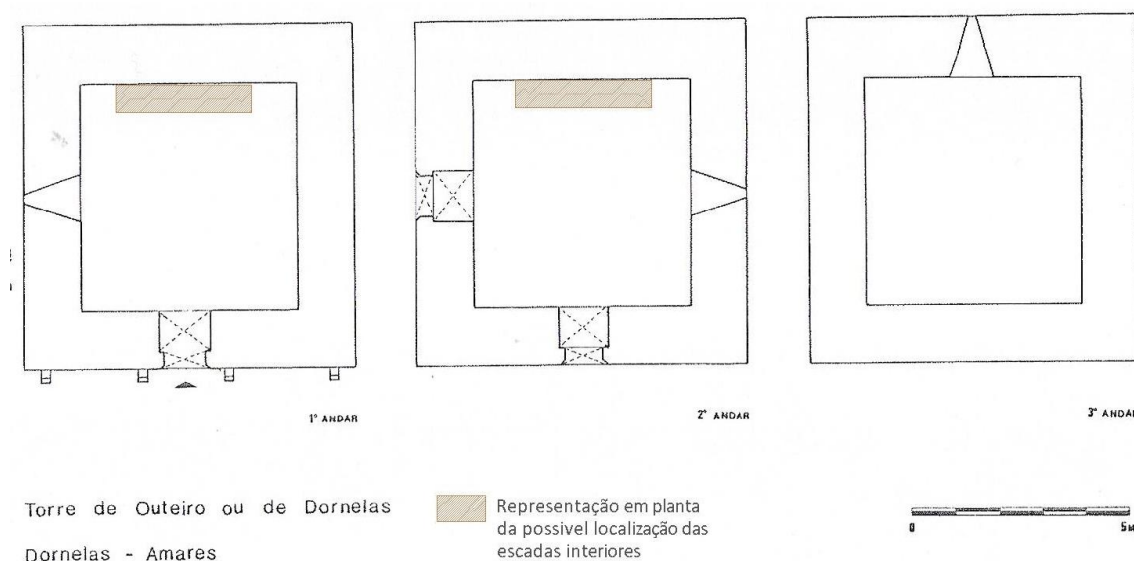 1º ANDAR
2º ANDAR
3º ANDAR
Torre de Outeiro ou de Dornelas
Dornelas - Amares
Representação em planta
da possivel localização das
escadas interiores
0
5M